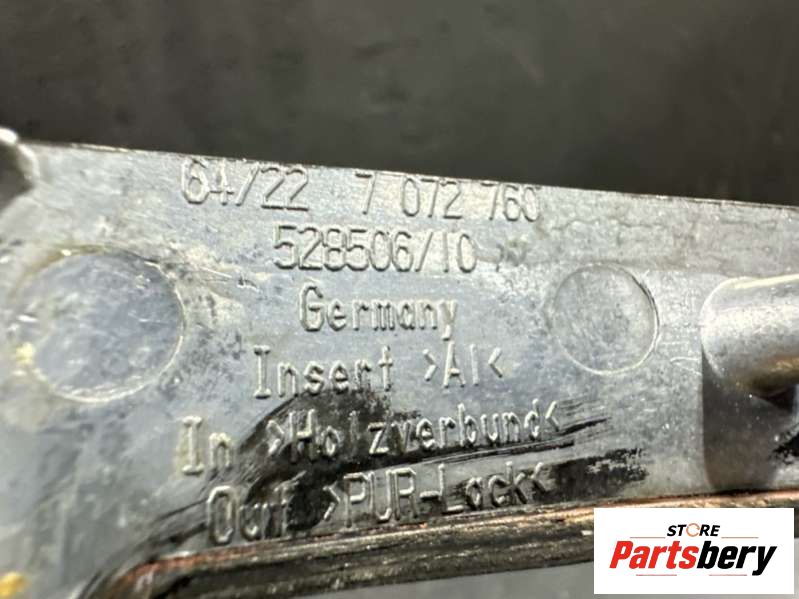 64/22 7 072 760
528506/10
Germany
Insert >Al<
In >Holzverbund<
Out >PUR-Lack<
STORE
Partsbery